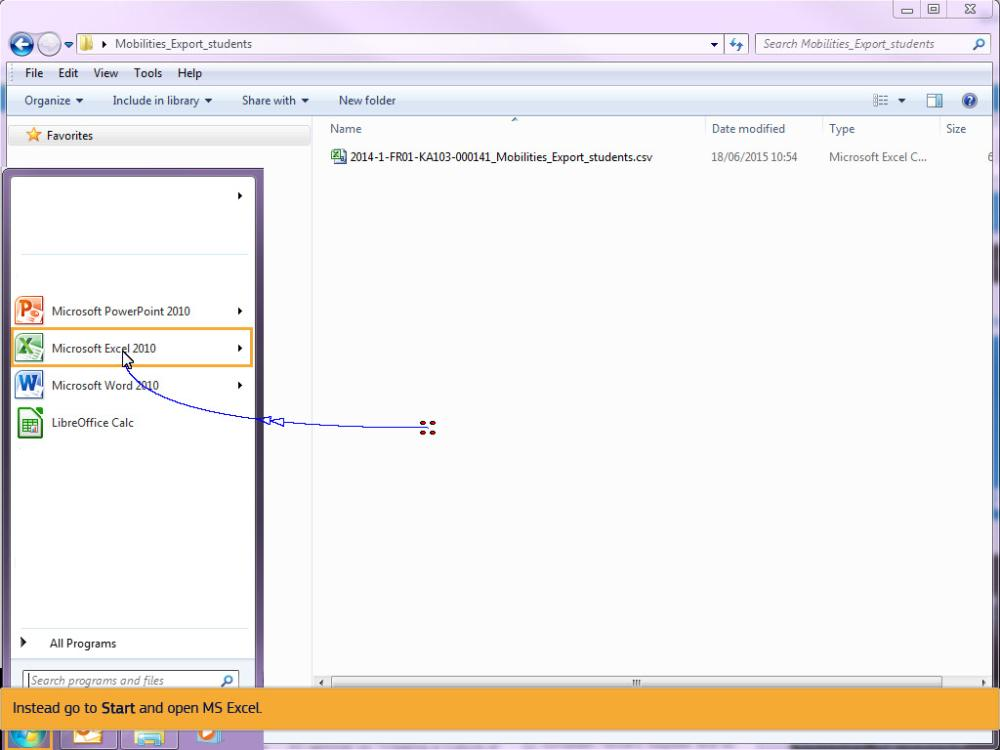 Mobilities_Export_students
Search Mobilities_Export_students
File Edit View Tools Help
Organize Include in library Share with New folder
Favorites
Name Date modified Type Size
2014-1-FR01-KA103-000141_Mobilities_Export_students.csv 18/06/2015 10:54 Microsoft Excel C... 6
Microsoft PowerPoint 2010
Microsoft Excel 2010
Microsoft Word 2010
LibreOffice Calc
All Programs
Search programs and files
Instead go to Start and open MS Excel.